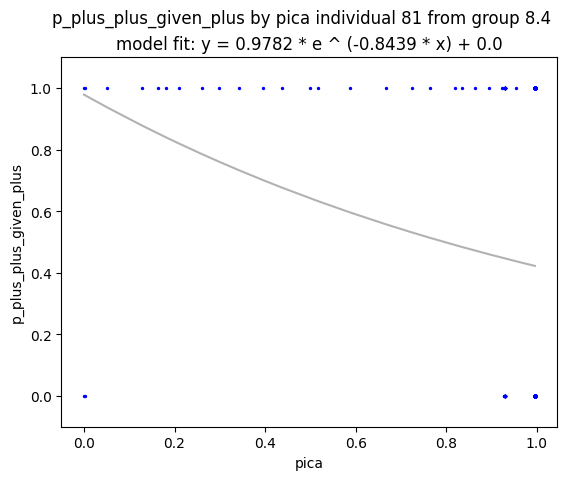 p_plus_plus_given_plus by pica individual 81 from group 8.4
model fit: y = 0.9782 * e ^ (-0.8439 * x) + 0.0
p_plus_plus_given_plus
1.0
0.8
0.6
0.4
0.2
0.0
0.0 0.2 0.4 0.6 0.8 1.0
pica